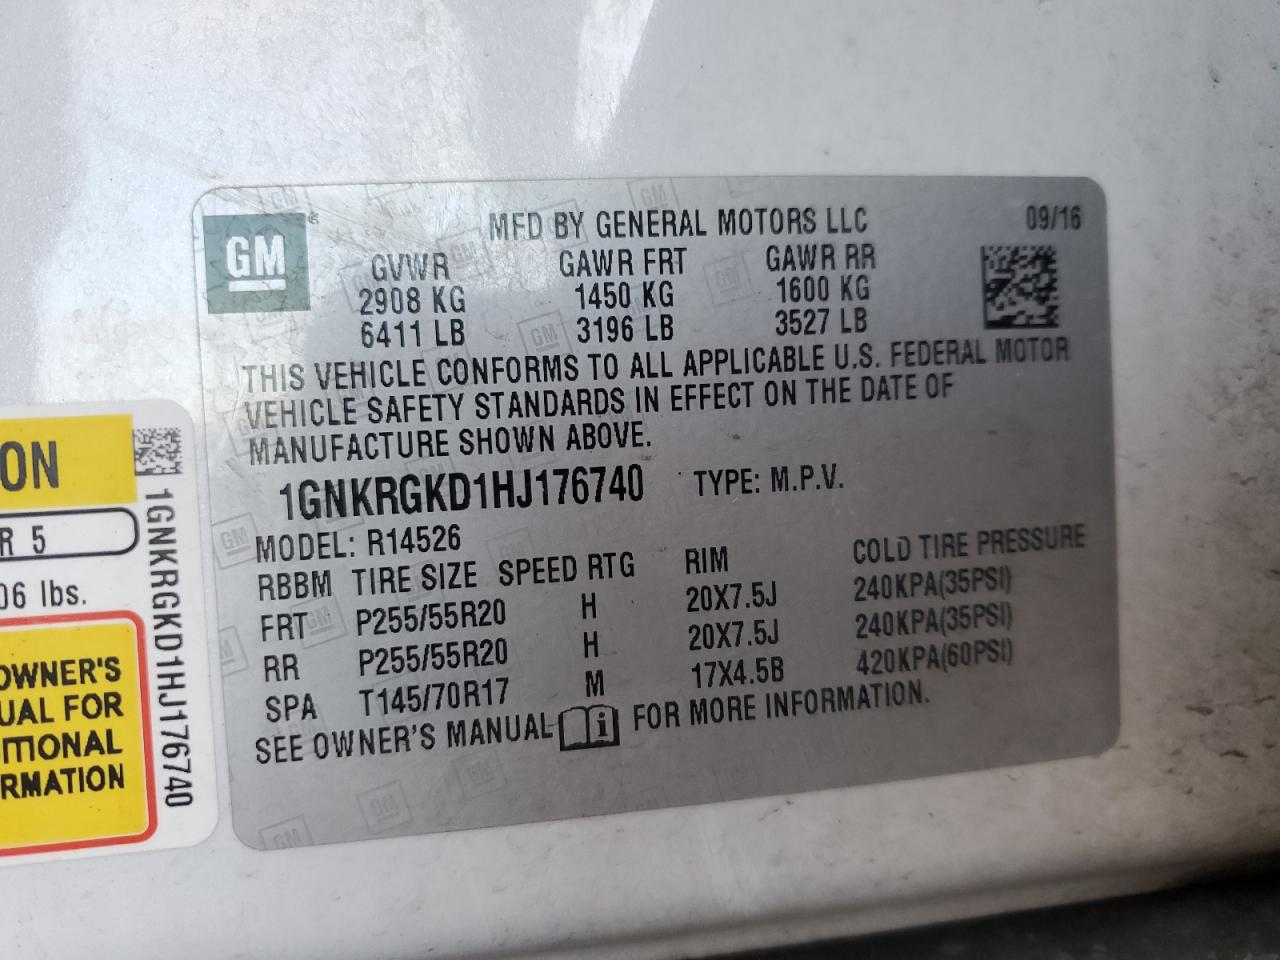 GM
MFD BY GENERAL MOTORS LLC 09/16
GVWR GAWR FRT GAWR RR
2908 KG 1450 KG 1600 KG
6411 LB 3196 LB 3527 LB
THIS VEHICLE CONFORMS TO ALL APPLICABLE U.S. FEDERAL MOTOR
VEHICLE SAFETY STANDARDS IN EFFECT ON THE DATE OF
MANUFACTURE SHOWN ABOVE.
1GNKRGKD1HJ176740 TYPE: M.P.V.
MODEL: R14526
RBBM TIRE SIZE SPEED RTG RIM COLD TIRE PRESSURE
FRT P255/55R20 H 20X7.5J 240KPA(35PSI)
RR P255/55R20 H 20X7.5J 240KPA(35PSI)
SPA T145/70R17 M 17X4.5B 420KPA(60PSI)
SEE OWNER'S MANUAL i FOR MORE INFORMATION.
ON
R 5
06 lbs.
OWNER'S
UAL FOR
ITIONAL
RMATION
1GNKRGKD1HJ176740